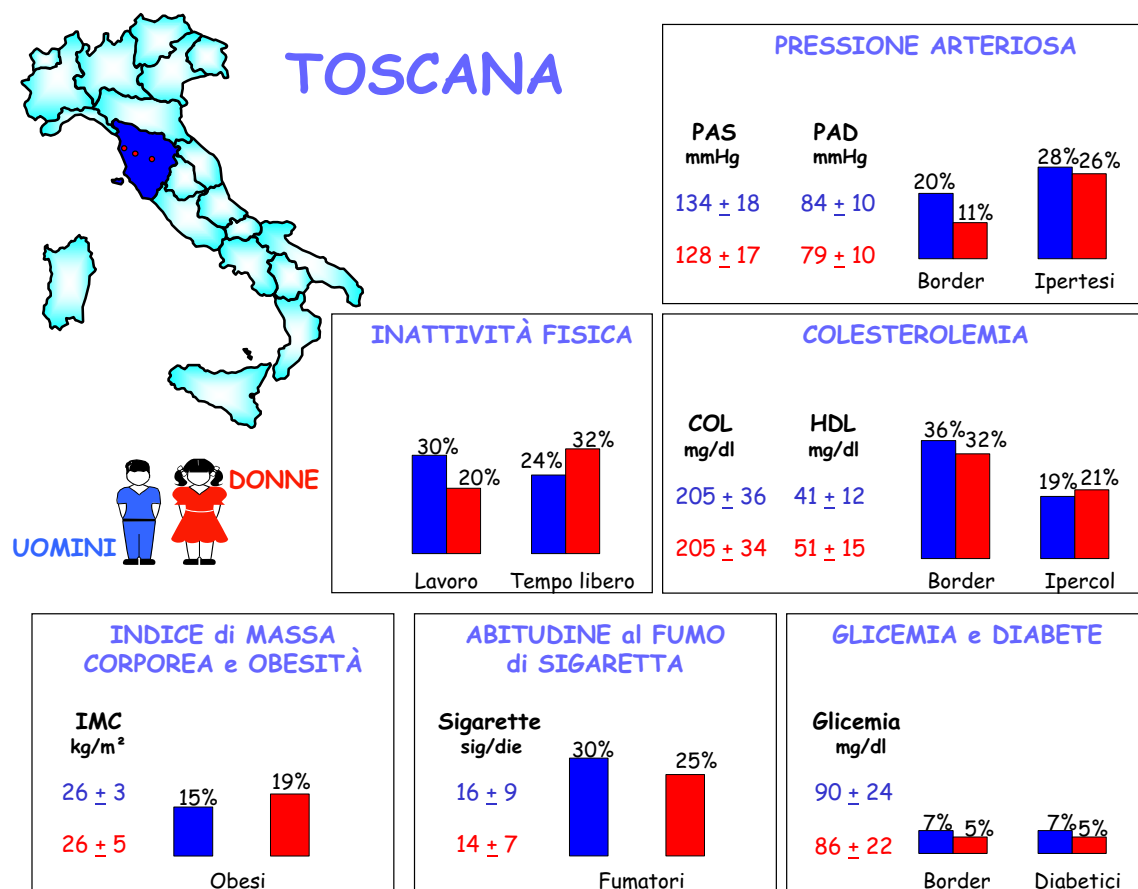 TOSCANA
PRESSIONE ARTERIOSA
PAS PAD
mmHg mmHg
134 ± 18 84 ± 10
128 ± 17 79 ± 10
20% 11% 28% 26%
Border Ipertesi
INATTIVITÀ FISICA
30% 20% 24% 32%
Lavoro Tempo libero
COLESTEROLEMIA
COL HDL
mg/dl mg/dl
205 ± 36 41 ± 12
205 ± 34 51 ± 15
36% 32% 19% 21%
Border Ipercol
DONNE
UOMINI
INDICE di MASSA
CORPOREA e OBESITÀ
IMC
kg/m²
26 ± 3
26 ± 5
15% 19%
Obesi
ABITUDINE al FUMO
di SIGARETTA
Sigarette
sig/die
16 ± 9
14 ± 7
30% 25%
Fumatori
GLICEMIA e DIABETE
Glicemia
mg/dl
90 ± 24
86 ± 22
7% 5% 7% 5%
Border Diabetici